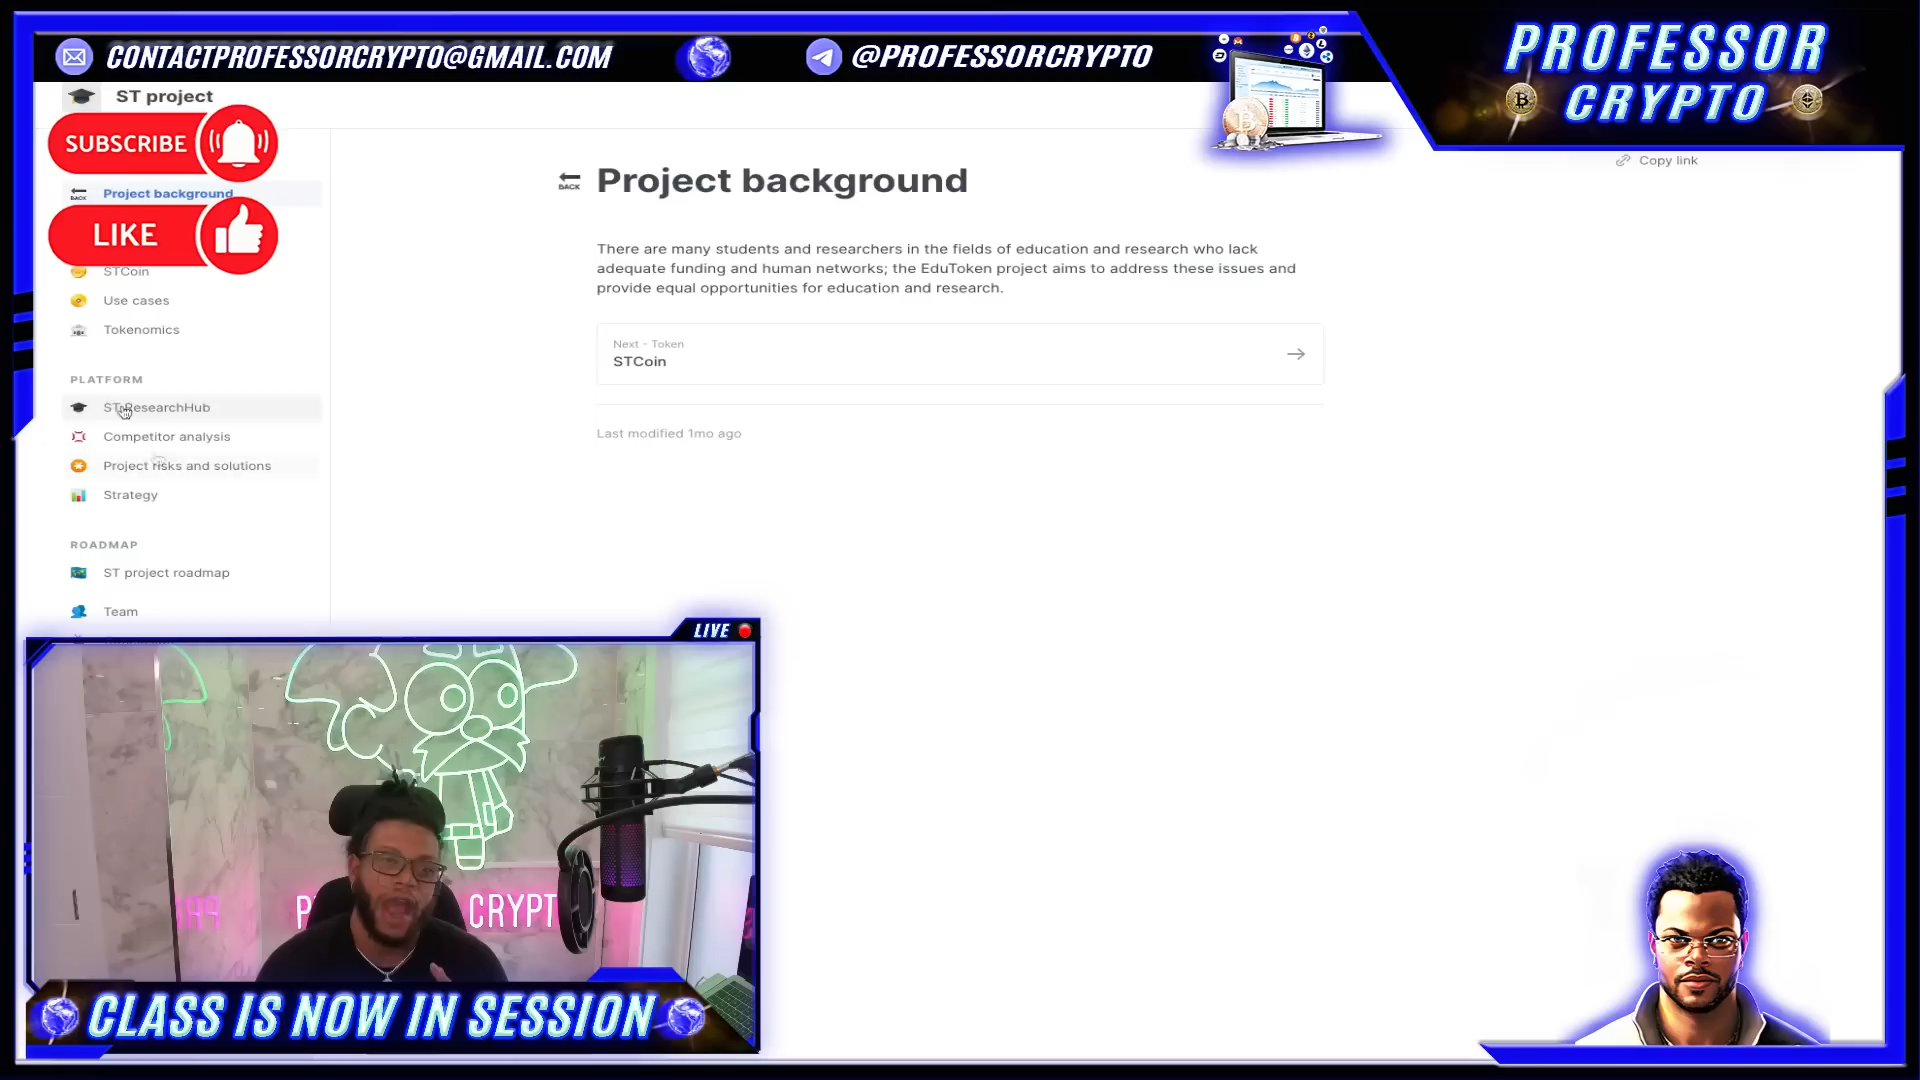 CONTACTPROFESSORCRYPTO@GMAIL.COM
@PROFESSORCRYPTO
PROFESSOR
CRYPTO
ST project
SUBSCRIBE
Project background
LIKE
STCoin
Use cases
Tokenomics
PLATFORM
ST ResearchHub
Competitor analysis
Project risks and solutions
Strategy
ROADMAP
ST project roadmap
Team
Copy link
BACK
Project background
There are many students and researchers in the fields of education and research who lack
adequate funding and human networks; the EduToken project aims to address these issues and
provide equal opportunities for education and research.
Next - Token
STCoin
Last modified 1mo ago
LIVE
CRYPT
CLASS IS NOW IN SESSION